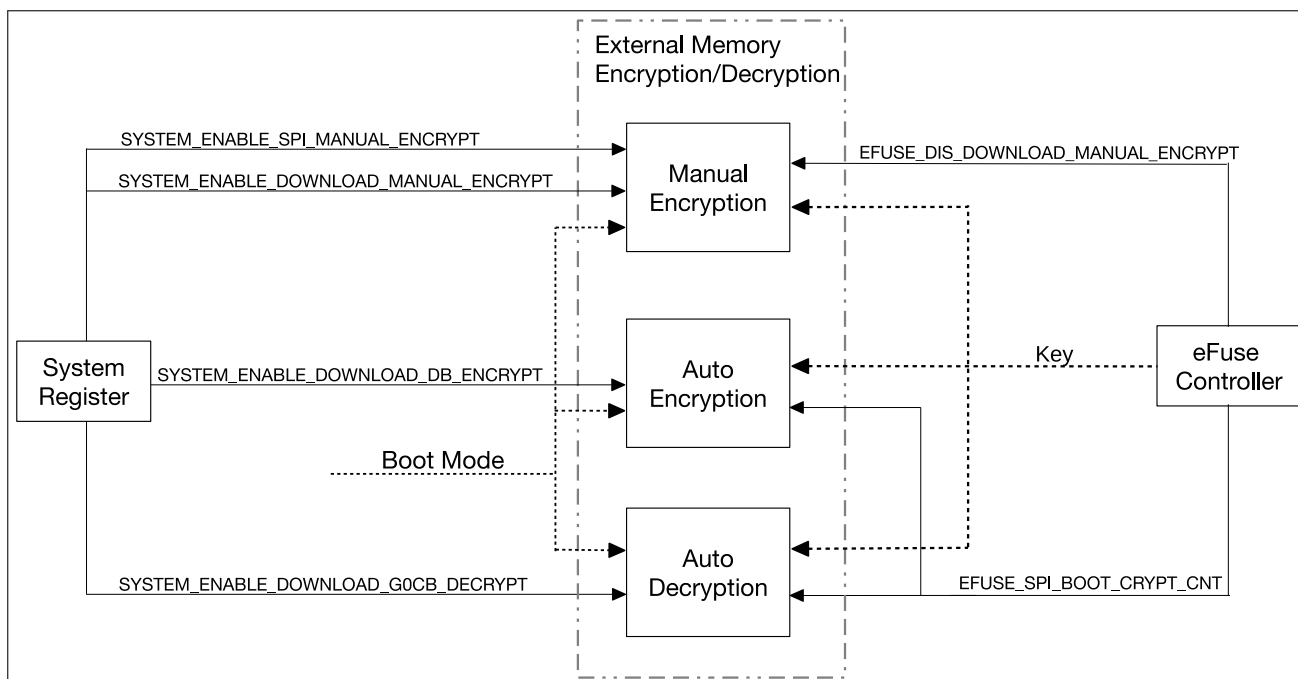 External Memory
Encryption/Decryption
SYSTEM_ENABLE_SPI_MANUAL_ENCRYPT
SYSTEM_ENABLE_DOWNLOAD_MANUAL_ENCRYPT
Manual
Encryption
EFUSE_DIS_DOWNLOAD_MANUAL_ENCRYPT
System
Register
SYSTEM_ENABLE_DOWNLOAD_DB_ENCRYPT
Auto
Encryption
Key
eFuse
Controller
Boot Mode
SYSTEM_ENABLE_DOWNLOAD_G0CB_DECRYPT
Auto
Decryption
EFUSE_SPI_BOOT_CRYPT_CNT